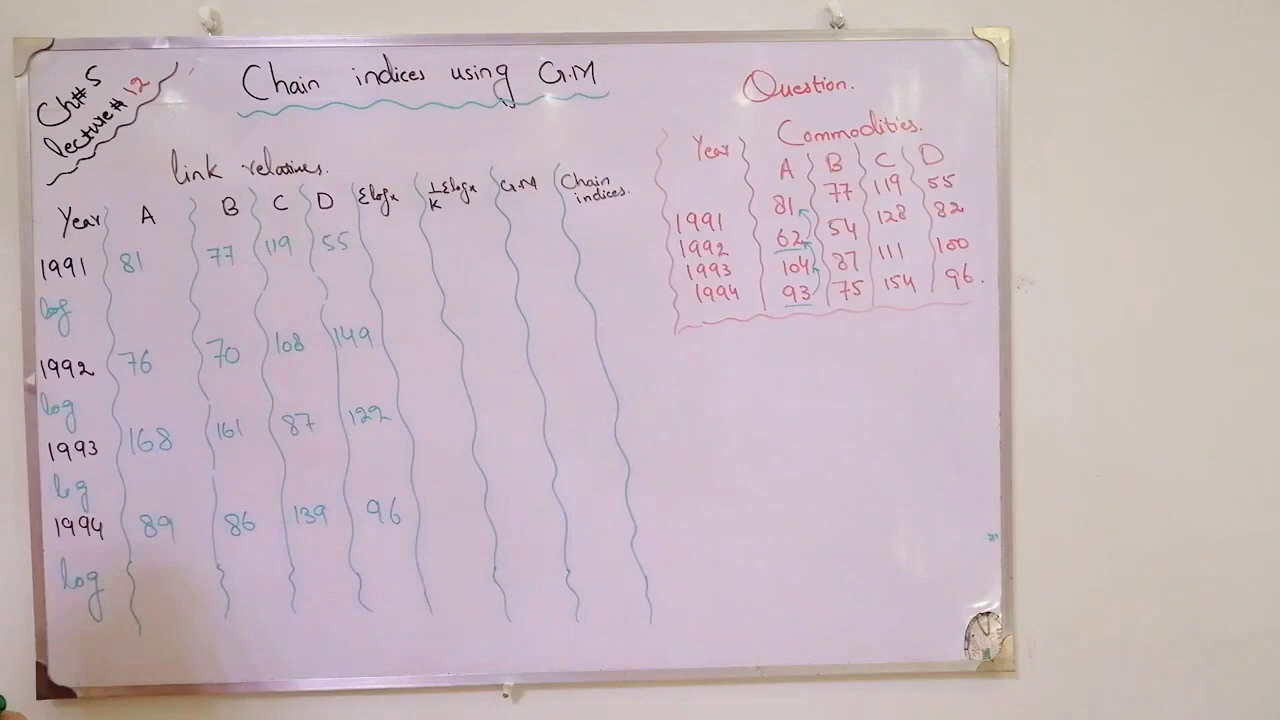 Ch# 5
lecture # 12
Chain indices using G.M
link relatives.
Year A B C D Σlogx 1/K Σlogx G.M Chain indices.
1991 81 77 119 55
log
1992 76 70 108 149
log
1993 168 161 87 122
log
1994 89 86 139 96
log
Question.
Year Commodities.
A B C D
1991 81 77 119 55
1992 62 54 128 82
1993 104 87 111 100
1994 93 75 154 96.